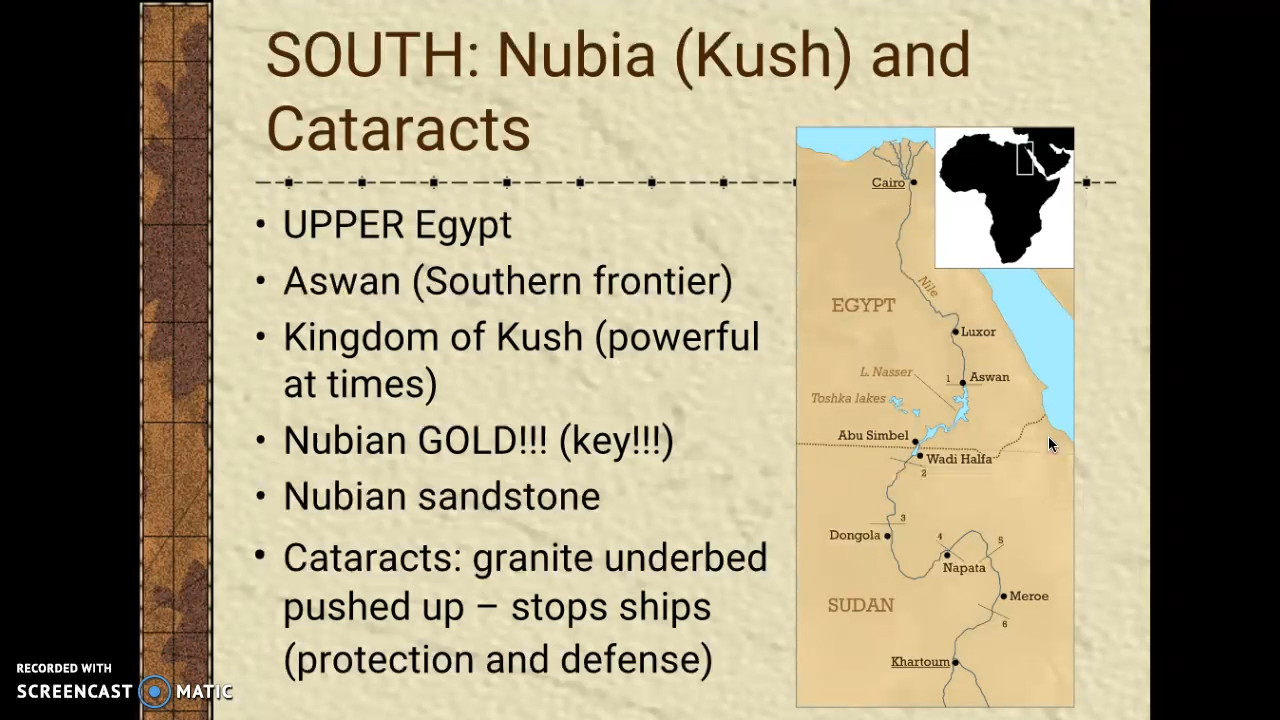 SOUTH: Nubia (Kush) and
Cataracts
• UPPER Egypt
• Aswan (Southern frontier)
• Kingdom of Kush (powerful
at times)
• Nubian GOLD!!! (key!!!)
• Nubian sandstone
• Cataracts: granite underbed
pushed up – stops ships
(protection and defense)
Cairo
Nile
EGYPT
Luxor
L. Nasser
1
Aswan
Toshka lakes
Abu Simbel
Wadi Halfa
2
3
Dongola
4
5
Napata
SUDAN
Meroe
6
Khartoum
RECORDED WITH
SCREENCAST MATIC